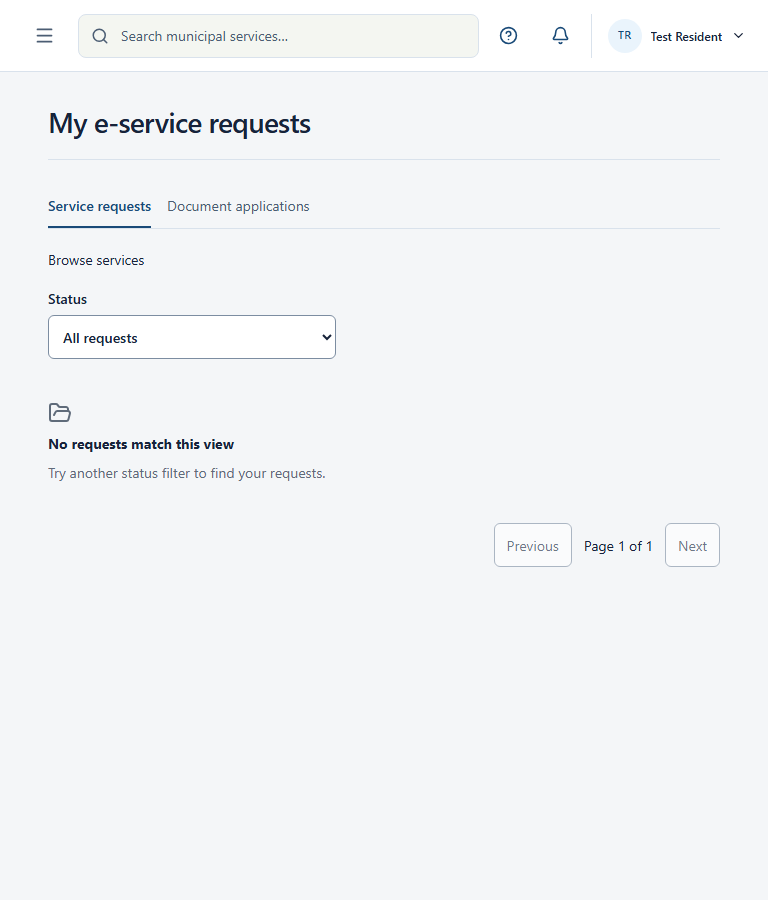 Search municipal services...
TR
Test Resident
My e-service requests
Service requests
Document applications
Browse services
Status
All requests
No requests match this view
Try another status filter to find your requests.
Previous
Page 1 of 1
Next